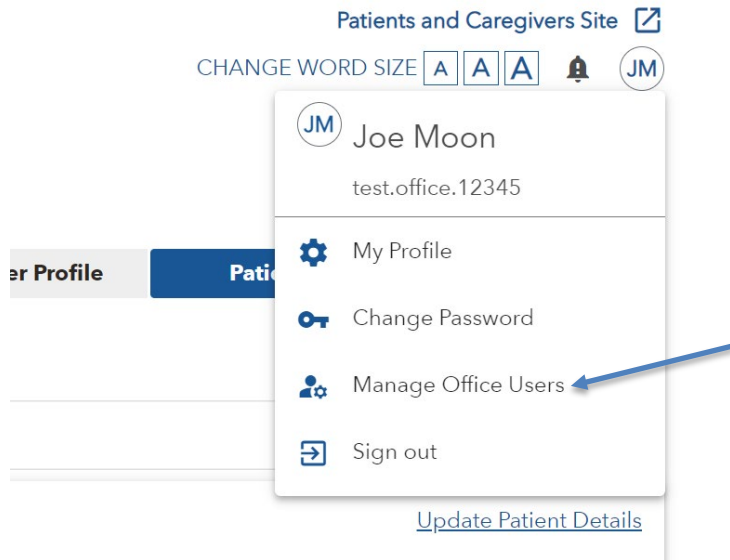 Patients and Caregivers Site
CHANGE WORD SIZE A A A JM
JM Joe Moon
test.office.12345
My Profile
er Profile Patie
Change Password
Manage Office Users
Sign out
Update Patient Details